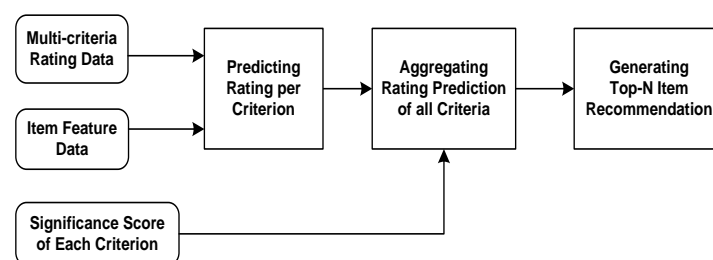 Multi-criteria
Rating Data
Predicting
Rating per
Criterion
Aggregating
Rating Prediction
of all Criteria
Generating
Top-N Item
Recommendation
Item Feature
Data
Significance Score
of Each Criterion